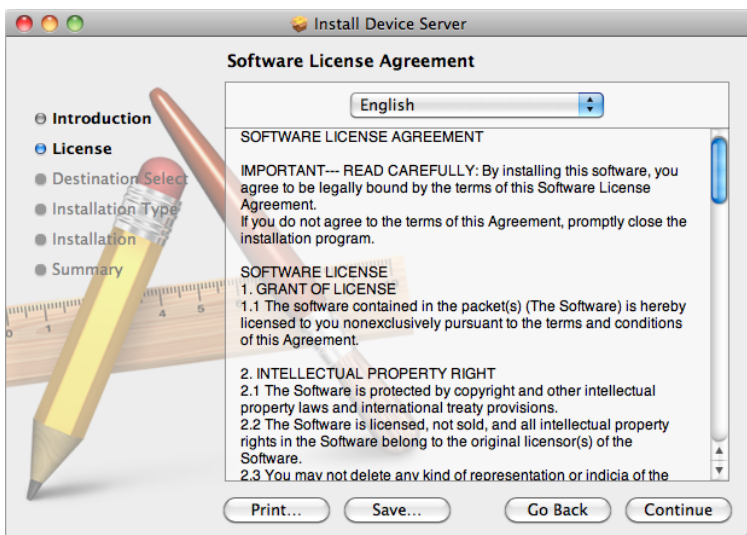 Install Device Server
Software License Agreement
Introduction
License
Destination Select
Installation Type
Installation
Summary
English
SOFTWARE LICENSE AGREEMENT
IMPORTANT--- READ CAREFULLY: By installing this software, you
agree to be legally bound by the terms of this Software License
Agreement.
If you do not agree to the terms of this Agreement, promptly close the
installation program.
SOFTWARE LICENSE
1. GRANT OF LICENSE
1.1 The software contained in the packet(s) (The Software) is hereby
licensed to you nonexclusively pursuant to the terms and conditions
of this Agreement.
2. INTELLECTUAL PROPERTY RIGHT
2.1 The Software is protected by copyright and other intellectual
property laws and international treaty provisions.
2.2 The Software is licensed, not sold, and all intellectual property
rights in the Software belong to the original licensor(s) of the
Software.
2.3 You may not delete any kind of representation or indicia of the
0 1 4 5
Print... Save... Go Back Continue